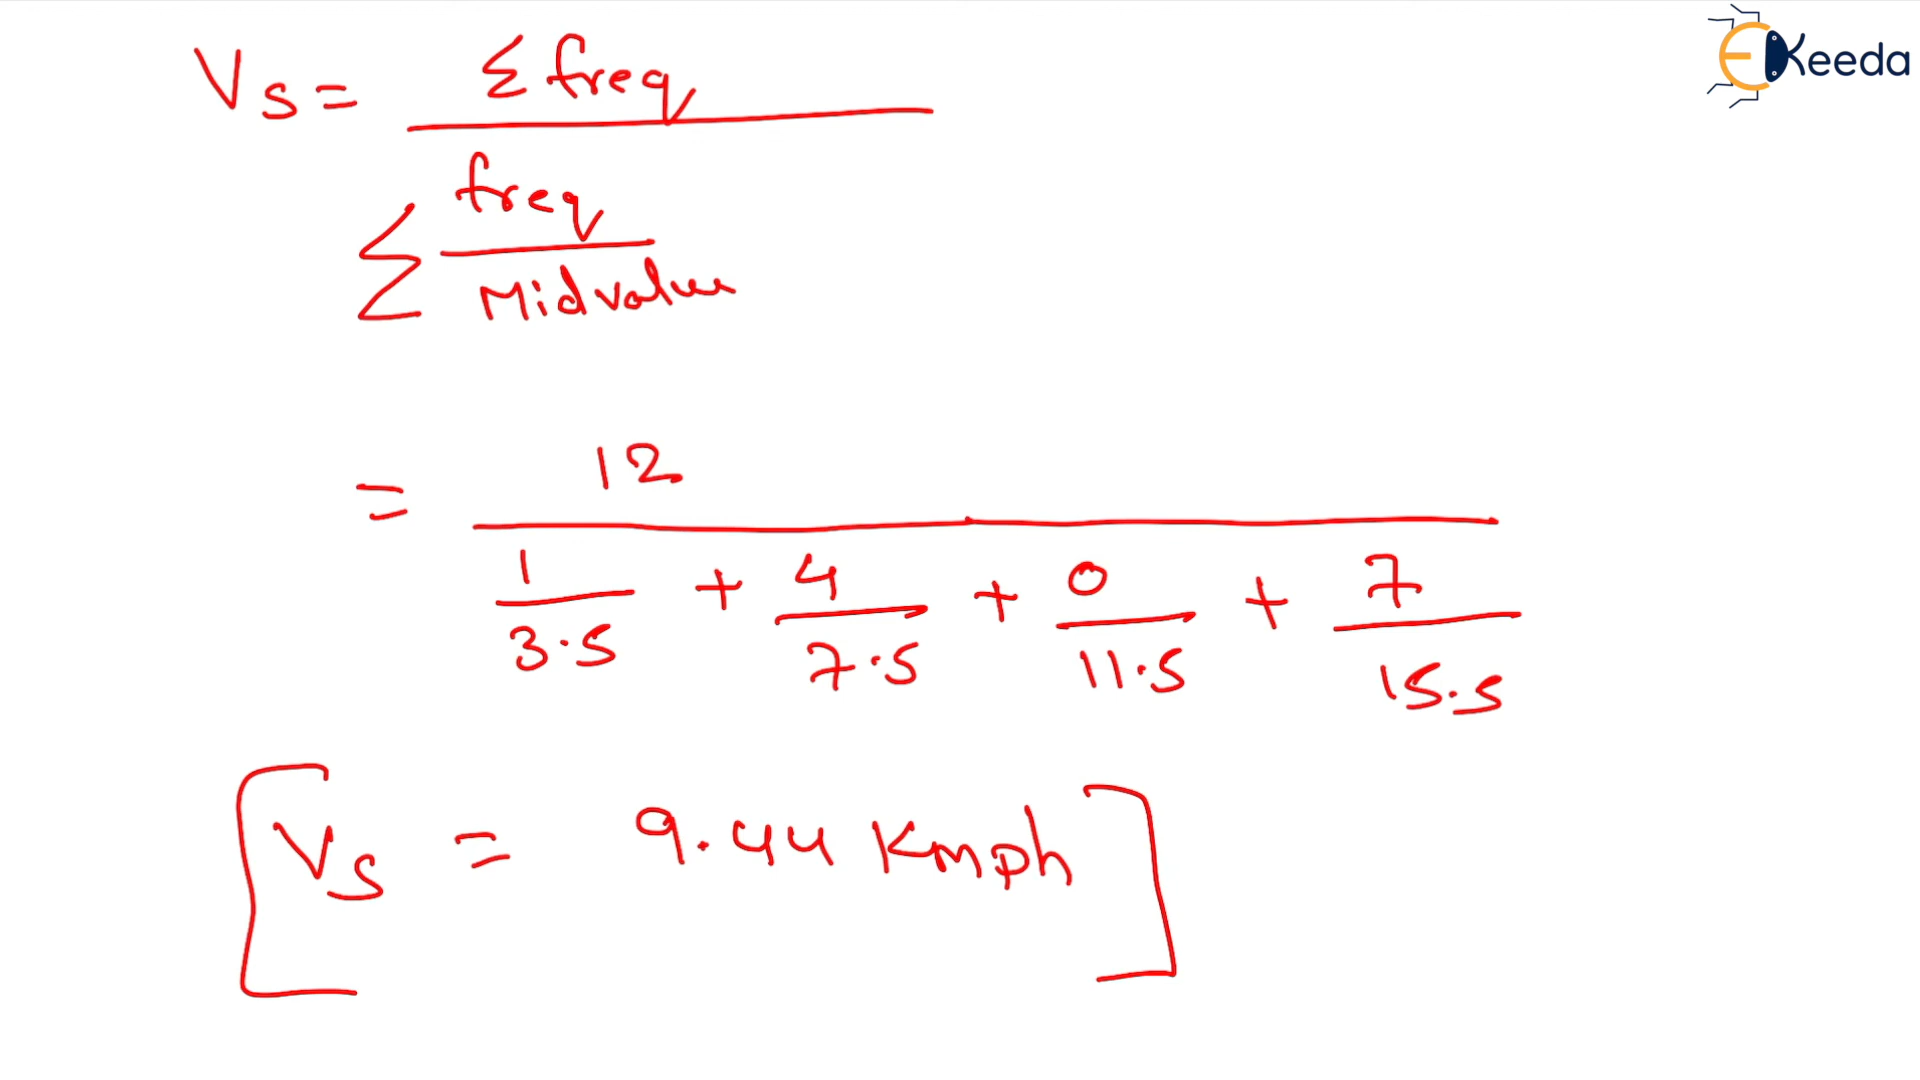 EKeeda
Vs = Σ freq
Σ freq
Midvalue
= 12
1 + 4 + 0 + 7
3.5 7.5 11.5 15.5
Vs = 9.44 Kmph